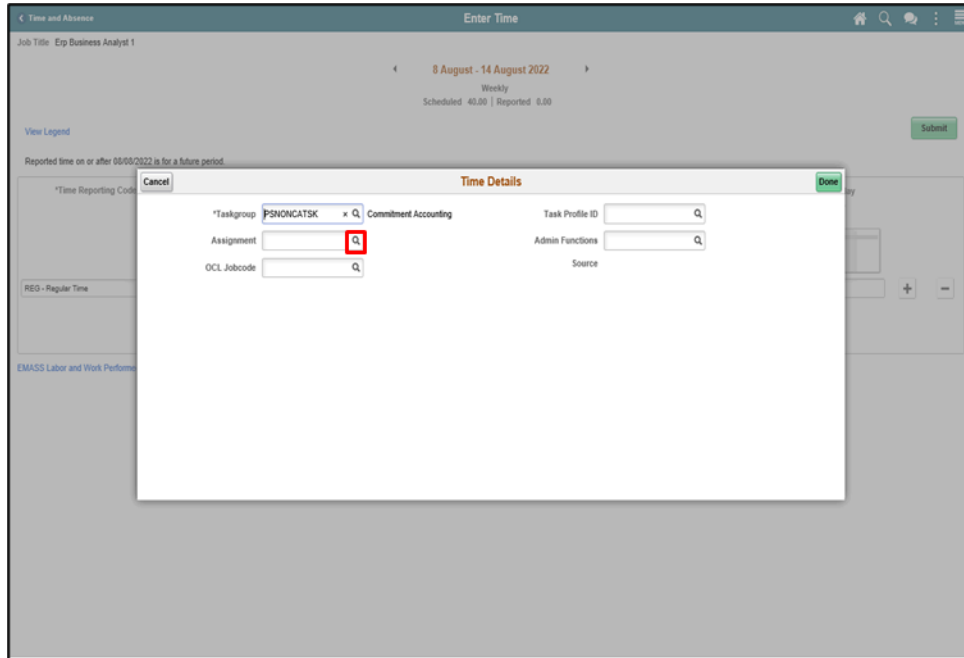 Time and Absence
Enter Time
Job Title Erp Business Analyst 1
8 August - 14 August 2022
Weekly
Scheduled 40.00 | Reported 0.00
View Legend
Submit
Reported time on or after 08/08/2022 is for a future period.
*Time Reporting Code
Cancel
Time Details
Done
*Taskgroup PSNONCATSK × Commitment Accounting
Task Profile ID
Assignment
Admin Functions
OCL Jobcode
Source
REG - Regular Time
EMASS Labor and Work Performe